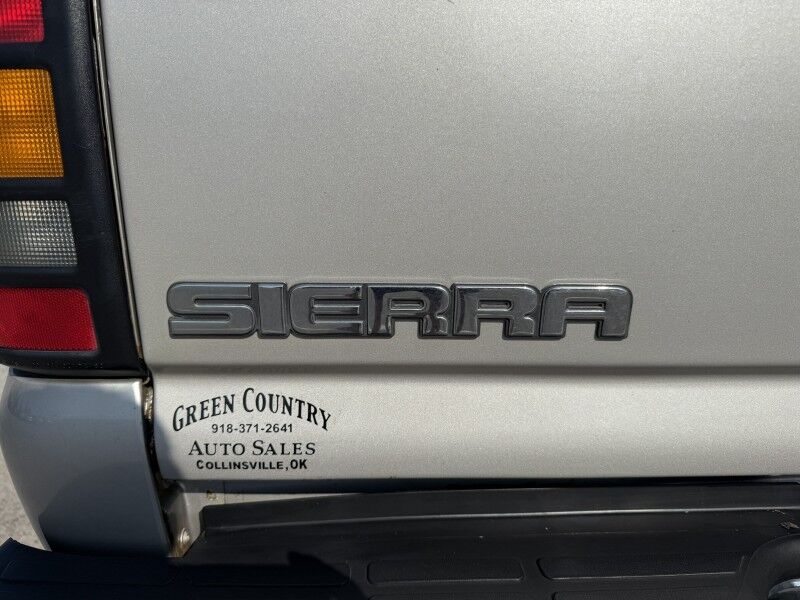 SIERRA
GREEN COUNTRY
918-371-2641
AUTO SALES
COLLINSVILLE, OK